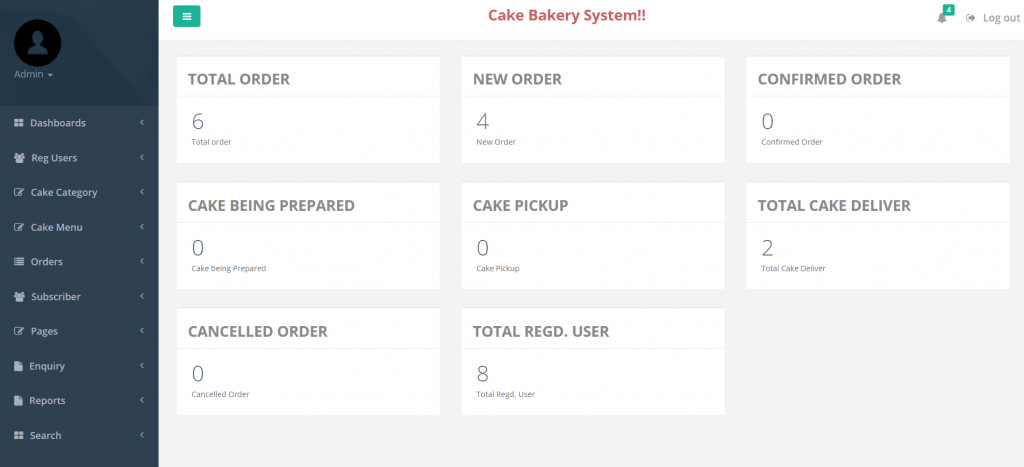 Cake Bakery System!!
4
Log out
Admin
Dashboards
Reg Users
Cake Category
Cake Menu
Orders
Subscriber
Pages
Enquiry
Reports
Search
TOTAL ORDER
6
Total order
NEW ORDER
4
New Order
CONFIRMED ORDER
0
Confirmed Order
CAKE BEING PREPARED
0
Cake being Prepared
CAKE PICKUP
0
Cake Pickup
TOTAL CAKE DELIVER
2
Total Cake Deliver
CANCELLED ORDER
0
Cancelled Order
TOTAL REGD. USER
8
Total Regd. User